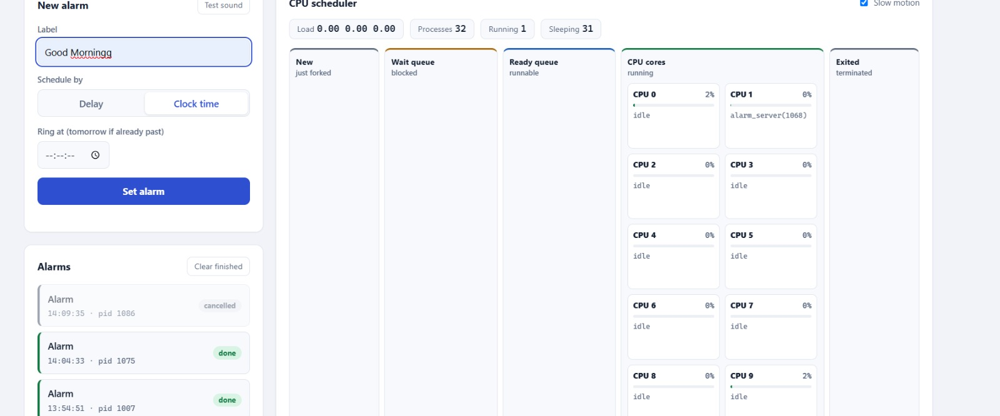 New alarm
Test sound
Label
Good Morningg
Schedule by
Delay
Clock time
Ring at (tomorrow if already past)
--:--:--
Set alarm
Alarms
Clear finished
Alarm
14:09:35 · pid 1086
cancelled
Alarm
14:04:33 · pid 1075
done
Alarm
13:54:51 · pid 1007
done
CPU scheduler
Slow motion
Load 0.00 0.00 0.00
Processes 32
Running 1
Sleeping 31
New
just forked
Wait queue
blocked
Ready queue
runnable
CPU cores
running
CPU 0 2%
idle
CPU 1 0%
alarm_server(1068)
CPU 2 0%
idle
CPU 3 0%
idle
CPU 4 0%
idle
CPU 5 0%
idle
CPU 6 0%
idle
CPU 7 0%
idle
CPU 8 0%
idle
CPU 9 2%
idle
Exited
terminated